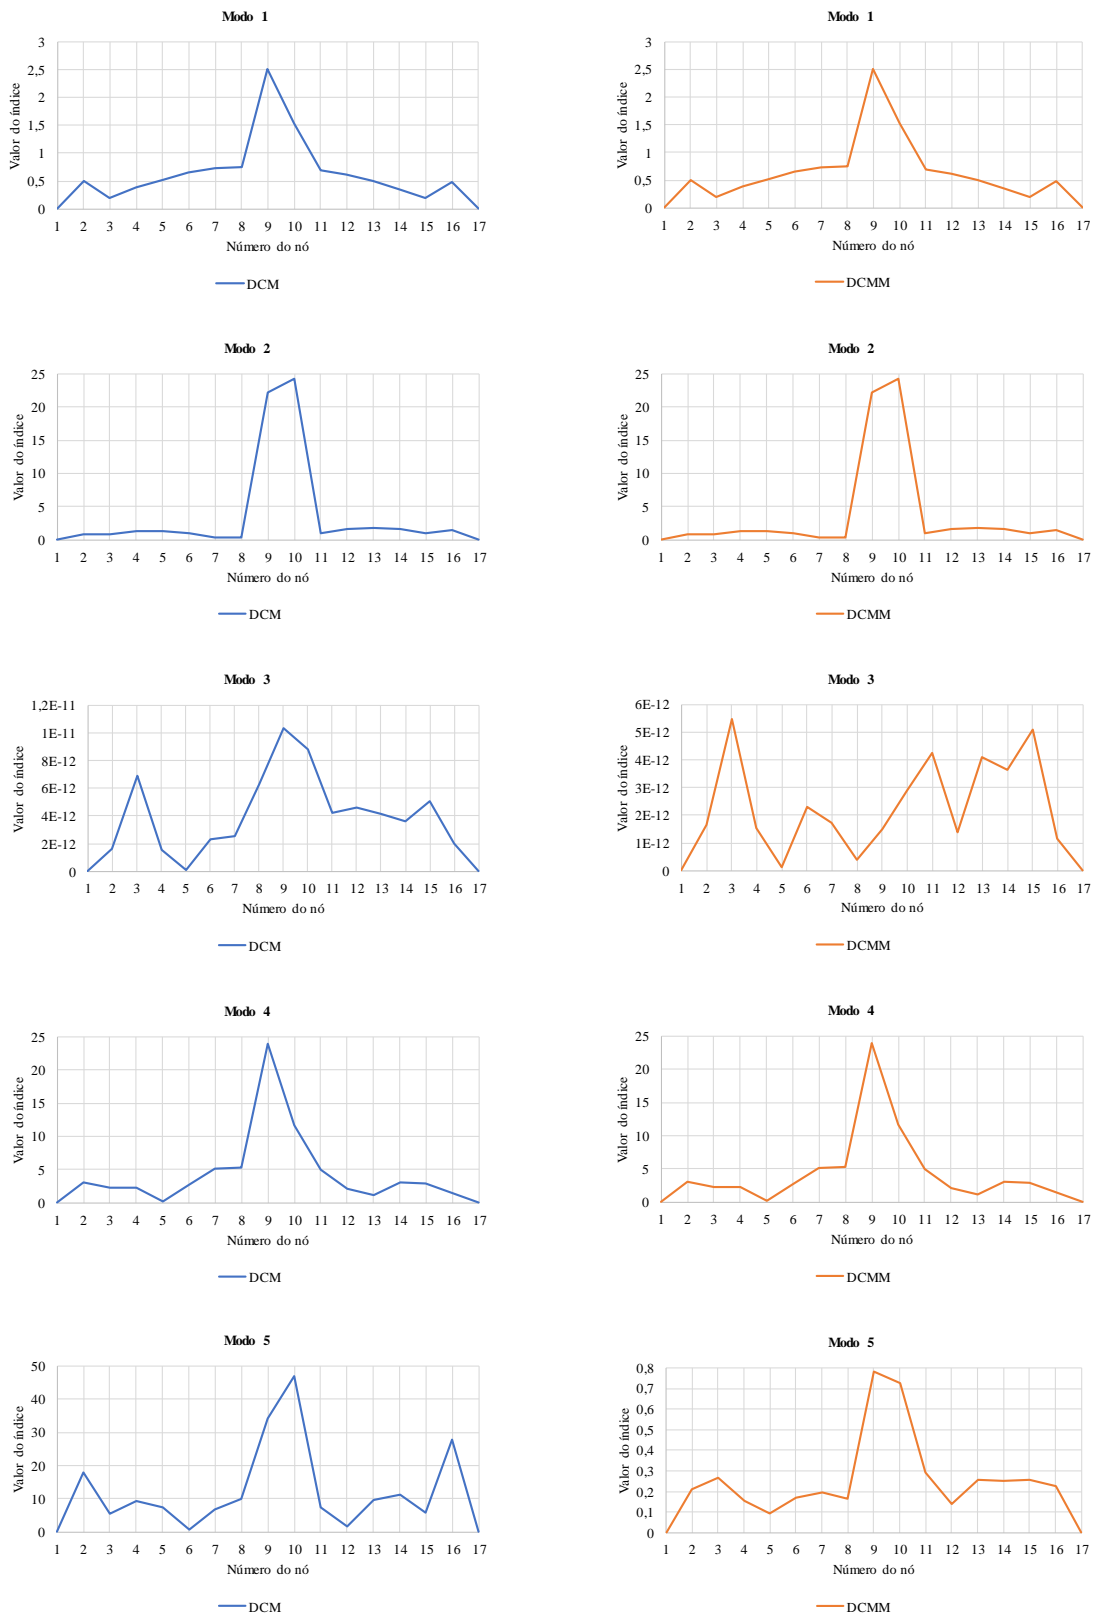 Modo 1
3
2,5
2
1,5
1
0,5
0
Valor do índice
1 2 3 4 5 6 7 8 9 10 11 12 13 14 15 16 17
Número do nó
DCM
Modo 1
3
2,5
2
1,5
1
0,5
0
Valor do índice
1 2 3 4 5 6 7 8 9 10 11 12 13 14 15 16 17
Número do nó
DCMM
Modo 2
25
20
15
10
5
0
Valor do índice
1 2 3 4 5 6 7 8 9 10 11 12 13 14 15 16 17
Número do nó
DCM
Modo 2
25
20
15
10
5
0
Valor do índice
1 2 3 4 5 6 7 8 9 10 11 12 13 14 15 16 17
Número do nó
DCMM
Modo 3
1,2E-11
1E-11
8E-12
6E-12
4E-12
2E-12
0
Valor do índice
1 2 3 4 5 6 7 8 9 10 11 12 13 14 15 16 17
Número do nó
DCM
Modo 3
6E-12
5E-12
4E-12
3E-12
2E-12
1E-12
0
Valor do índice
1 2 3 4 5 6 7 8 9 10 11 12 13 14 15 16 17
Número do nó
DCMM
Modo 4
25
20
15
10
5
0
Valor do índice
1 2 3 4 5 6 7 8 9 10 11 12 13 14 15 16 17
Número do nó
DCM
Modo 4
25
20
15
10
5
0
Valor do índice
1 2 3 4 5 6 7 8 9 10 11 12 13 14 15 16 17
Número do nó
DCMM
Modo 5
50
40
30
20
10
0
Valor do índice
1 2 3 4 5 6 7 8 9 10 11 12 13 14 15 16 17
Número do nó
DCM
Modo 5
0,8
0,7
0,6
0,5
0,4
0,3
0,2
0,1
0
Valor do índice
1 2 3 4 5 6 7 8 9 10 11 12 13 14 15 16 17
Número do nó
DCMM